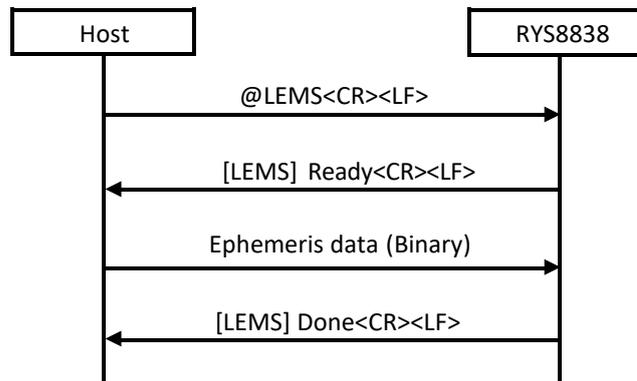 Host
RYS8838
@LEMS<CR><LF>
[LEMS] Ready<CR><LF>
Ephemeris data (Binary)
[LEMS] Done<CR><LF>